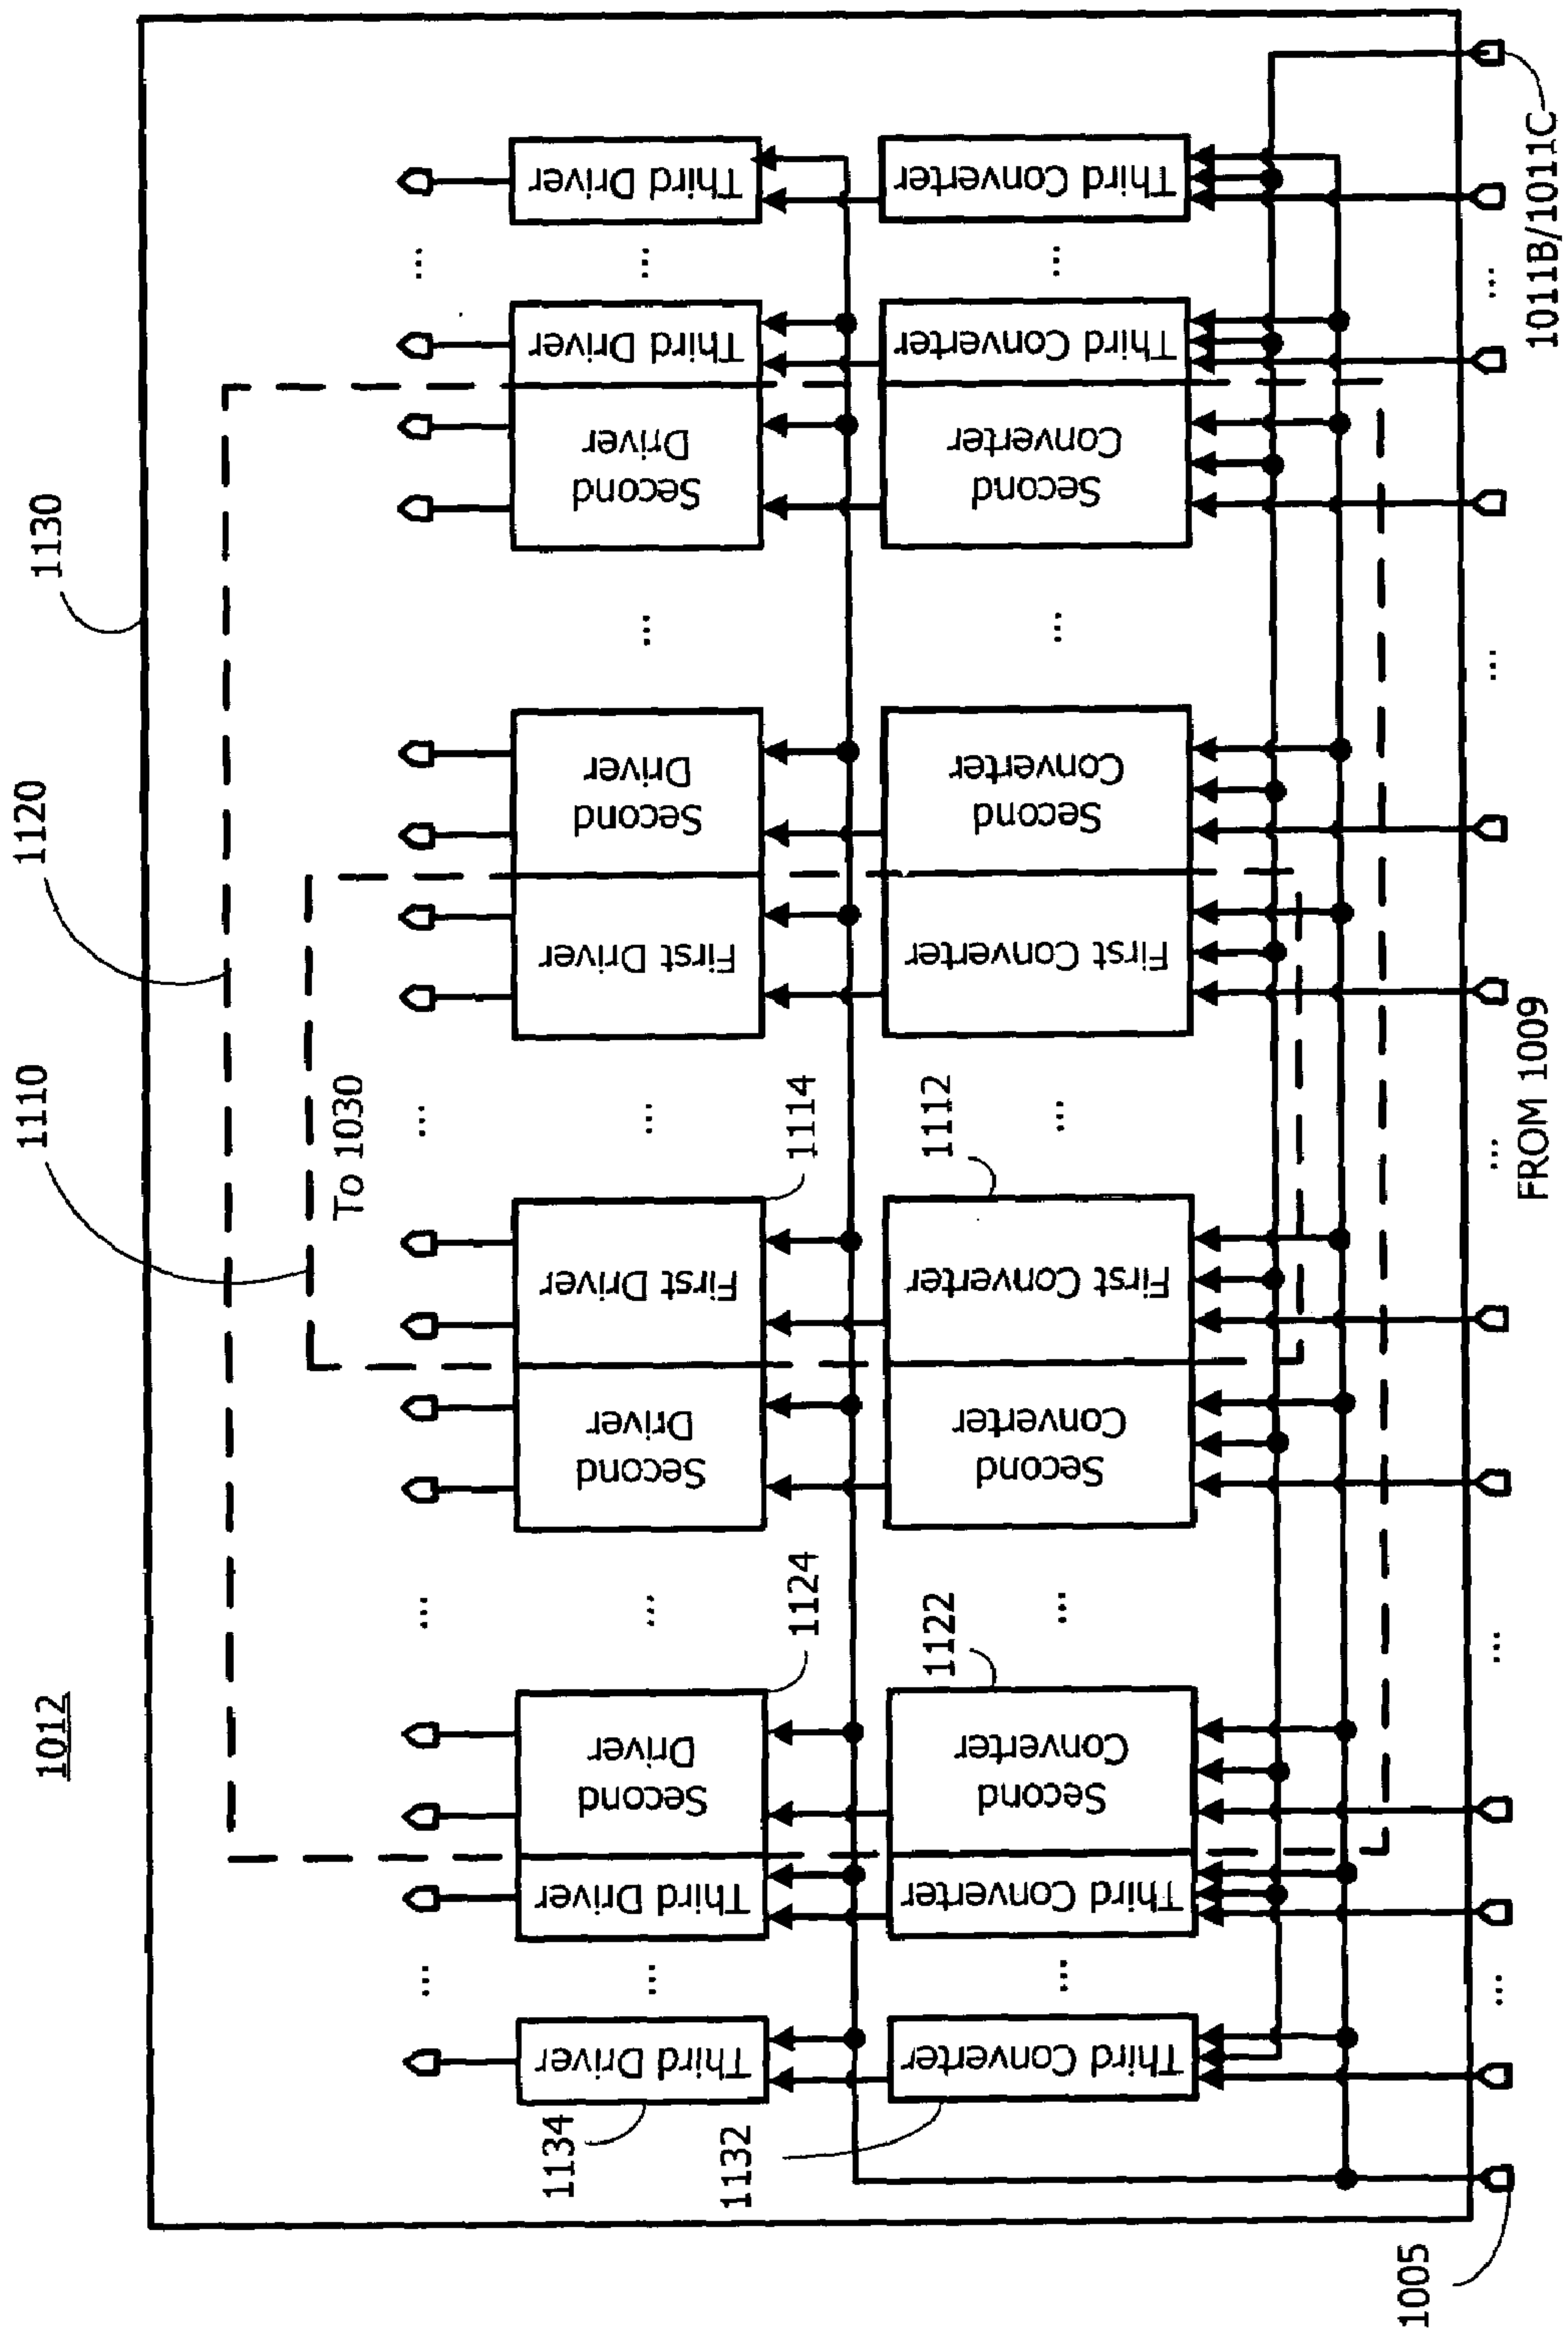 1012
1110
1120
1130
To 1030
...
...
...
...
...
Third Driver
...
Third Driver
Second
Driver
...
Second
Driver
First Driver
...
First Driver
Second
Driver
...
Second
Driver
Third Driver
...
Third Driver
1134
1124
1114
Third Converter
...
Third Converter
Second
Converter
...
Second
Converter
First Converter
...
First Converter
Second
Converter
...
Second
Converter
Third Converter
...
Third Converter
1132
1122
1112
...
...
...
...
...
1005
FROM 1009
1011B/1011C